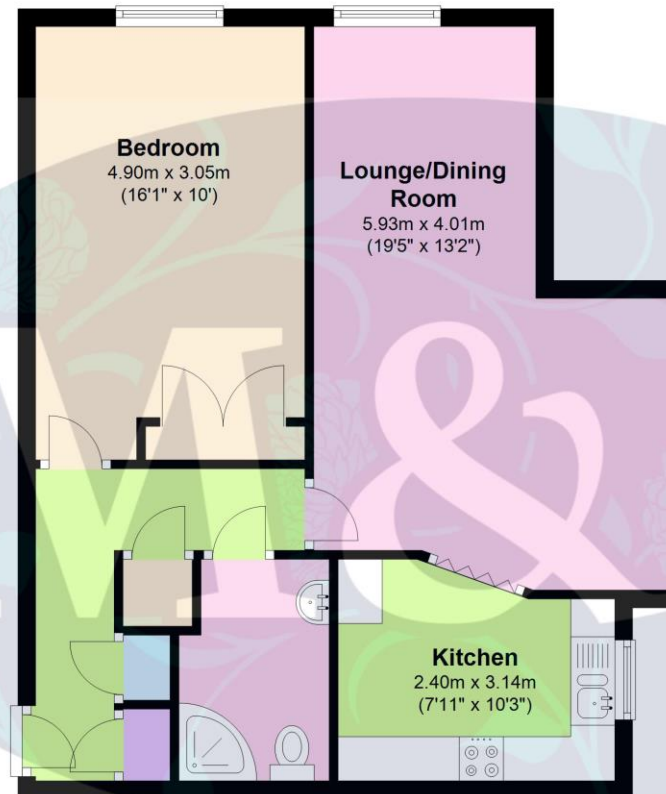 Bedroom
4.90m x 3.05m
(16'1" x 10')
Lounge/Dining
Room
5.93m x 4.01m
(19'5" x 13'2")
M&
Kitchen
2.40m x 3.14m
(7'11" x 10'3")